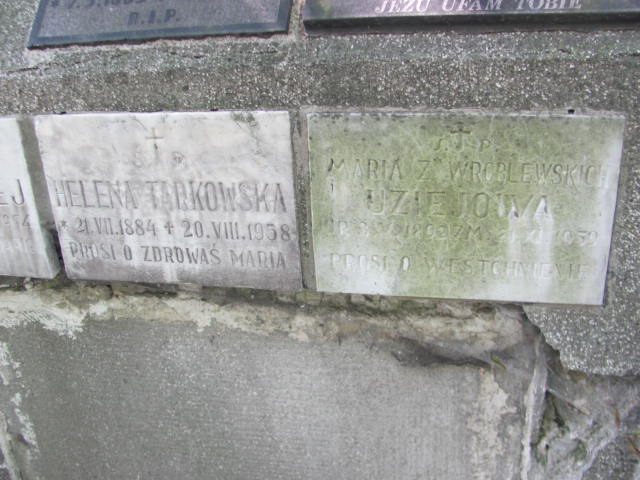 R.I.P.
JEZU UFAM TOBIE
EJ
Ś P
HELENA TARKOWSKA
* 21.VII.1884 + 20.VIII.1958
PROSI O ZDROWAŚ MARIA
Ś P
MARIA Z WRÓBLEWSKICH
UZIEJOWA
PROSI O WESTCHNIENIE